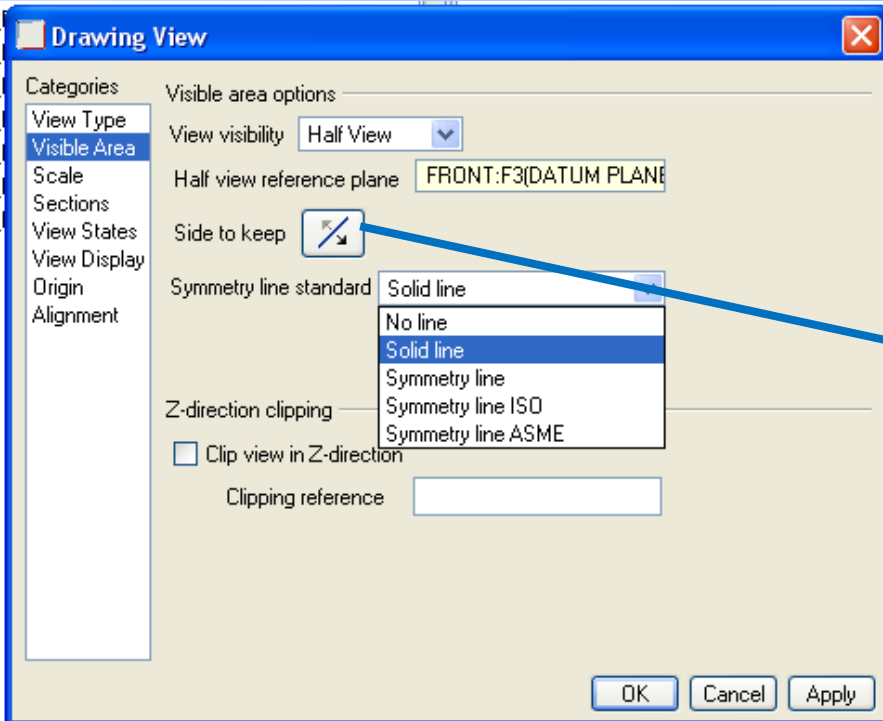 Drawing View
Categories
View Type
Visible Area
Scale
Sections
View States
View Display
Origin
Alignment
Visible area options
View visibility Half View
Half view reference plane FRONT:F3(DATUM PLANE
Side to keep
Symmetry line standard Solid line
No line
Solid line
Symmetry line
Symmetry line ISO
Symmetry line ASME
Z-direction clipping
Clip view in Z-direction
Clipping reference
OK Cancel Apply